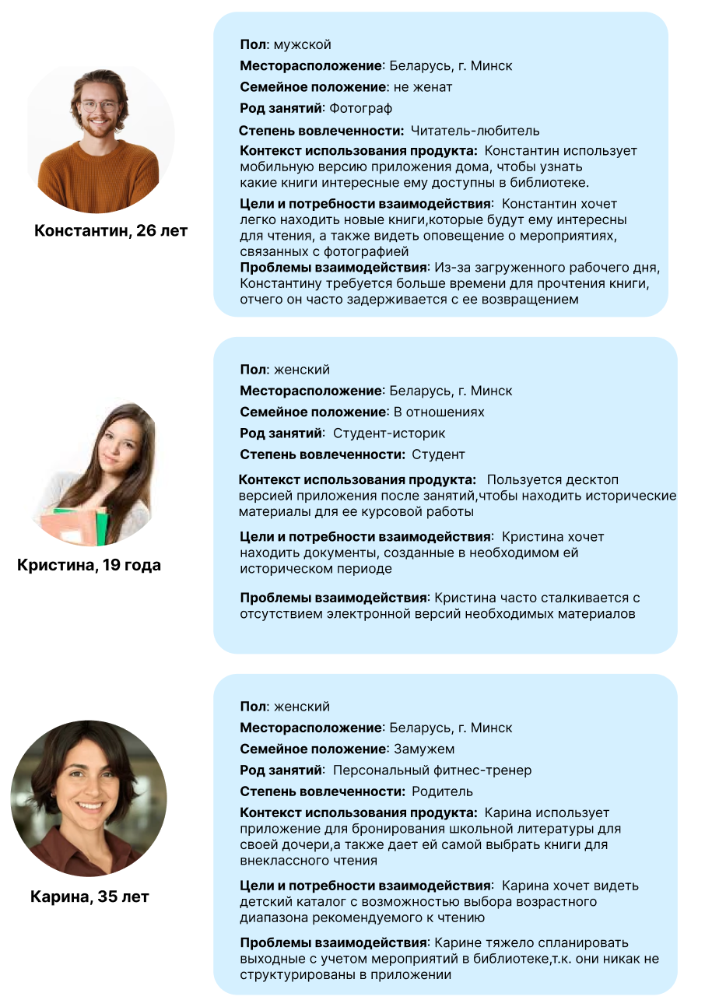 Пол: мужской
Месторасположение: Беларусь, г. Минск
Семейное положение: не женат
Род занятий: Фотограф
Степень вовлеченности: Читатель-любитель
Контекст использования продукта: Константин использует
мобильную версию приложения дома, чтобы узнать
какие книги интересные ему доступны в библиотеке.
Цели и потребности взаимодействия: Константин хочет
легко находить новые книги,которые будут ему интересны
для чтения, а также видеть оповещение о мероприятиях,
связанных с фотографией
Проблемы взаимодействия: Из-за загруженного рабочего дня,
Константину требуется больше времени для прочтения книги,
отчего он часто задерживается с ее возвращением
Константин, 26 лет
Пол: женский
Месторасположение: Беларусь, г. Минск
Семейное положение: В отношениях
Род занятий: Студент-историк
Степень вовлеченности: Студент
Контекст использования продукта: Пользуется десктоп
версией приложения после занятий,чтобы находить исторические
материалы для ее курсовой работы
Цели и потребности взаимодействия: Кристина хочет
находить документы, созданные в необходимом ей
историческом периоде
Проблемы взаимодействия: Кристина часто сталкивается с
отсутствием электронной версий необходимых материалов
Кристина, 19 года
Пол: женский
Месторасположение: Беларусь, г. Минск
Семейное положение: Замужем
Род занятий: Персональный фитнес-тренер
Степень вовлеченности: Родитель
Контекст использования продукта: Карина использует
приложение для бронирования школьной литературы для
своей дочери,а также дает ей самой выбрать книги для
внеклассного чтения
Цели и потребности взаимодействия: Карина хочет видеть
детский каталог с возможностью выбора возрастного
диапазона рекомендуемого к чтению
Проблемы взаимодействия: Карине тяжело спланировать
выходные с учетом мероприятий в библиотеке,т.к. они никак не
структурированы в приложении
Карина, 35 лет